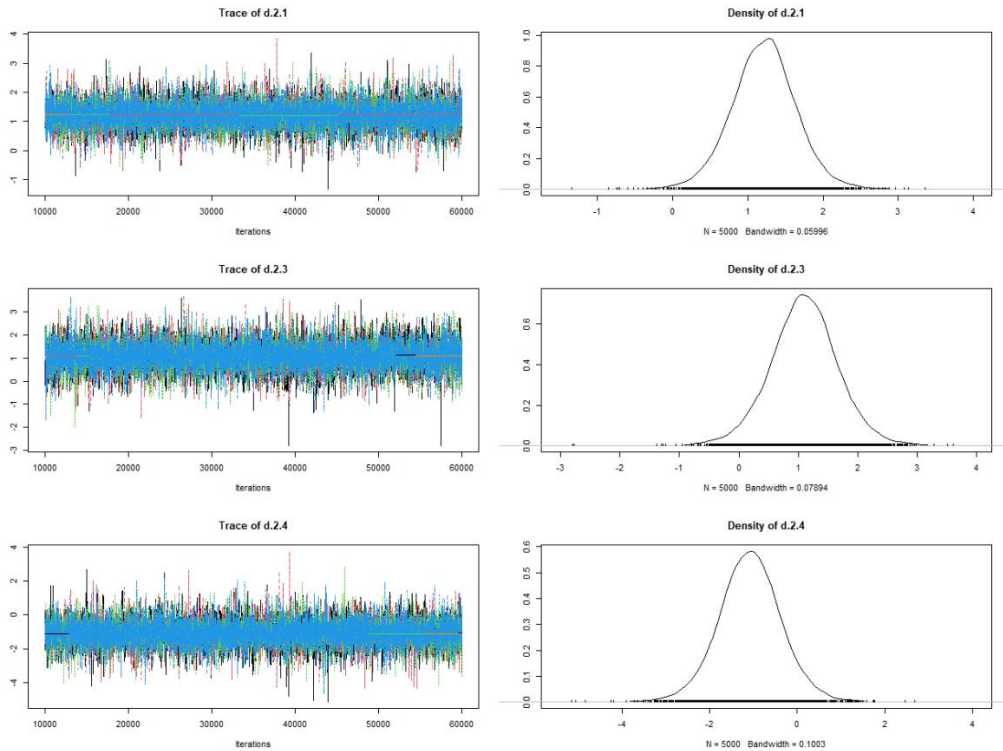 Trace of d.2.1
4
3
2
1
0
-1
10000 20000 30000 40000 50000 60000
Iterations
Density of d.2.1
1.0
0.8
0.6
0.4
0.2
0.0
-1 0 1 2 3 4
N = 5000 Bandwidth = 0.05996
Trace of d.2.3
3
2
1
0
-1
-2
-3
10000 20000 30000 40000 50000 60000
Iterations
Density of d.2.3
0.6
0.4
0.2
0.0
-3 -2 -1 0 1 2 3 4
N = 5000 Bandwidth = 0.07894
Trace of d.2.4
4
2
0
-2
-4
10000 20000 30000 40000 50000 60000
Iterations
Density of d.2.4
0.6
0.5
0.4
0.3
0.2
0.1
0.0
-4 -2 0 2 4
N = 5000 Bandwidth = 0.1003